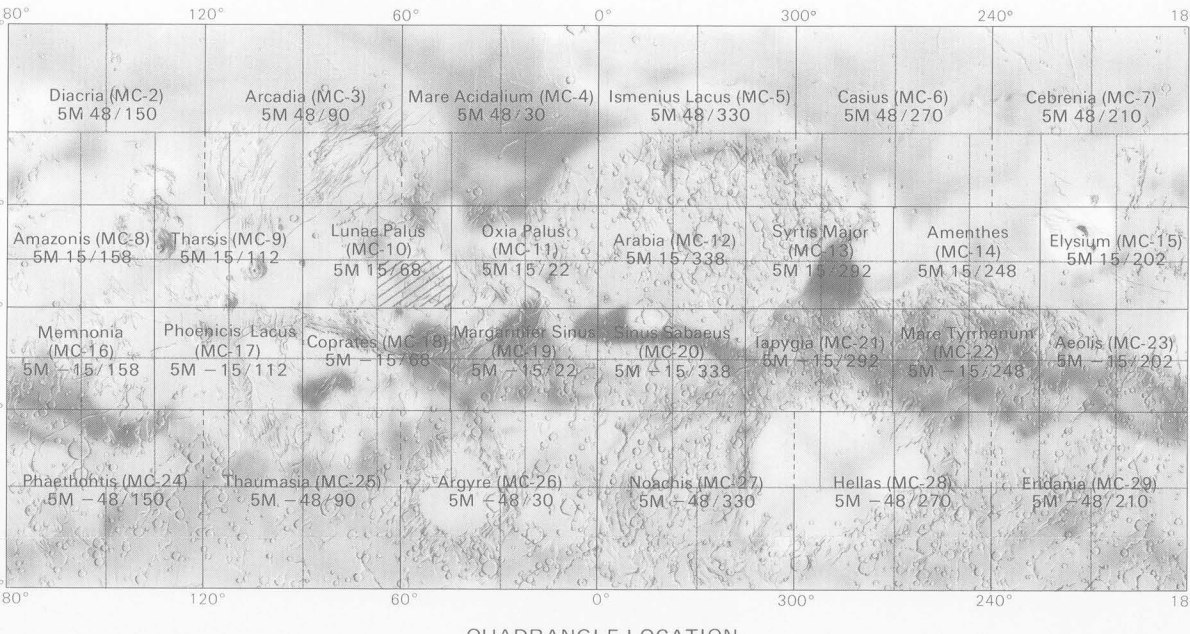 80° 120° 60° 0° 300° 240° 18
Diacria (MC-2)
5M 48/150
Arcadia (MC-3)
5M 48/90
Mare Acidalium (MC-4)
5M 48/30
Ismenius Lacus (MC-5)
5M 48/330
Casius (MC-6)
5M 48/270
Cebrenia (MC-7)
5M 48/210
Amazonis (MC-8)
5M 15/158
Tharsis (MC-9)
5M 15/112
Lunae Palus
(MC-10)
5M 15/68
Oxia Palus
(MC-11)
5M 15/22
Arabia (MC-12)
5M 15/338
Syrtis Major
(MC-13)
5M 15/292
Amenthes
(MC-14)
5M 15/248
Elysium (MC-15)
5M 15/202
Memnonia
(MC-16)
5M −15/158
Phoenicis Lacus
(MC-17)
5M −15/112
Coprates (MC-18)
5M −15/68
Margaritifer Sinus
(MC-19)
5M −15/22
Sinus Sabaeus
(MC-20)
5M −15/338
Iapygia (MC-21)
5M −15/292
Mare Tyrrhenum
(MC-22)
5M −15/248
Aeolis (MC-23)
5M −15/202
Phaethontis (MC-24)
5M −48/150
Thaumasia (MC-25)
5M −48/90
Argyre (MC-26)
5M −48/30
Noachis (MC-27)
5M −48/330
Hellas (MC-28)
5M −48/270
Eridania (MC-29)
5M −48/210
80° 120° 60° 0° 300° 240° 18
QUADRANGLE LOCATION